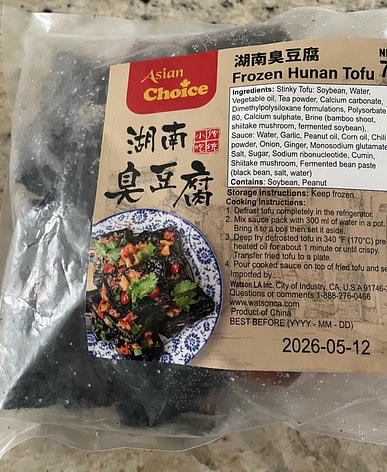 Asian
Choice
湖南臭豆腐
Frozen Hunan Tofu
NE
7
湖南
臭豆腐
传统
小吃
Ingredients: Stinky Tofu: Soybean, Water,
Vegetable oil, Tea powder, Calcium carbonate,
Dimethylpolysiloxane formulations, Polysorbate
80, Calcium sulphate, Brine (bamboo shoot,
shiitake mushroom, fermented soybean),
Sauce: Water, Garlic, Peanut oil, Corn oil, Chili
powder, Onion, Ginger, Monosodium glutamate
Salt, Sugar, Sodium ribonucleotide, Cumin,
Shiitake mushroom, Fermented bean paste
(black bean, salt, water)
Contains: Soybean, Peanut
Storage Instructions: Keep frozen
Cooking Instructions:
1. Defrost tofu completely in the refrigerator.
2. Mix sauce pack with 300 ml of water in a pot.
Bring it to a boil then set it aside.
3. Deep fry defrosted tofu in 340 °F (170°C) pre-
heated oil for about 1 minute or until crispy.
Transfer fried tofu to a plate.
4. Pour cooked sauce on top of fried tofu and se
Imported by:
Watson LA Inc. City of Industry, CA, U.S.A 91746-
Questions or comments 1-888-276-0466
www.watsonca
Product of China
BEST BEFORE (YYYY - MM - DD)
2026-05-12